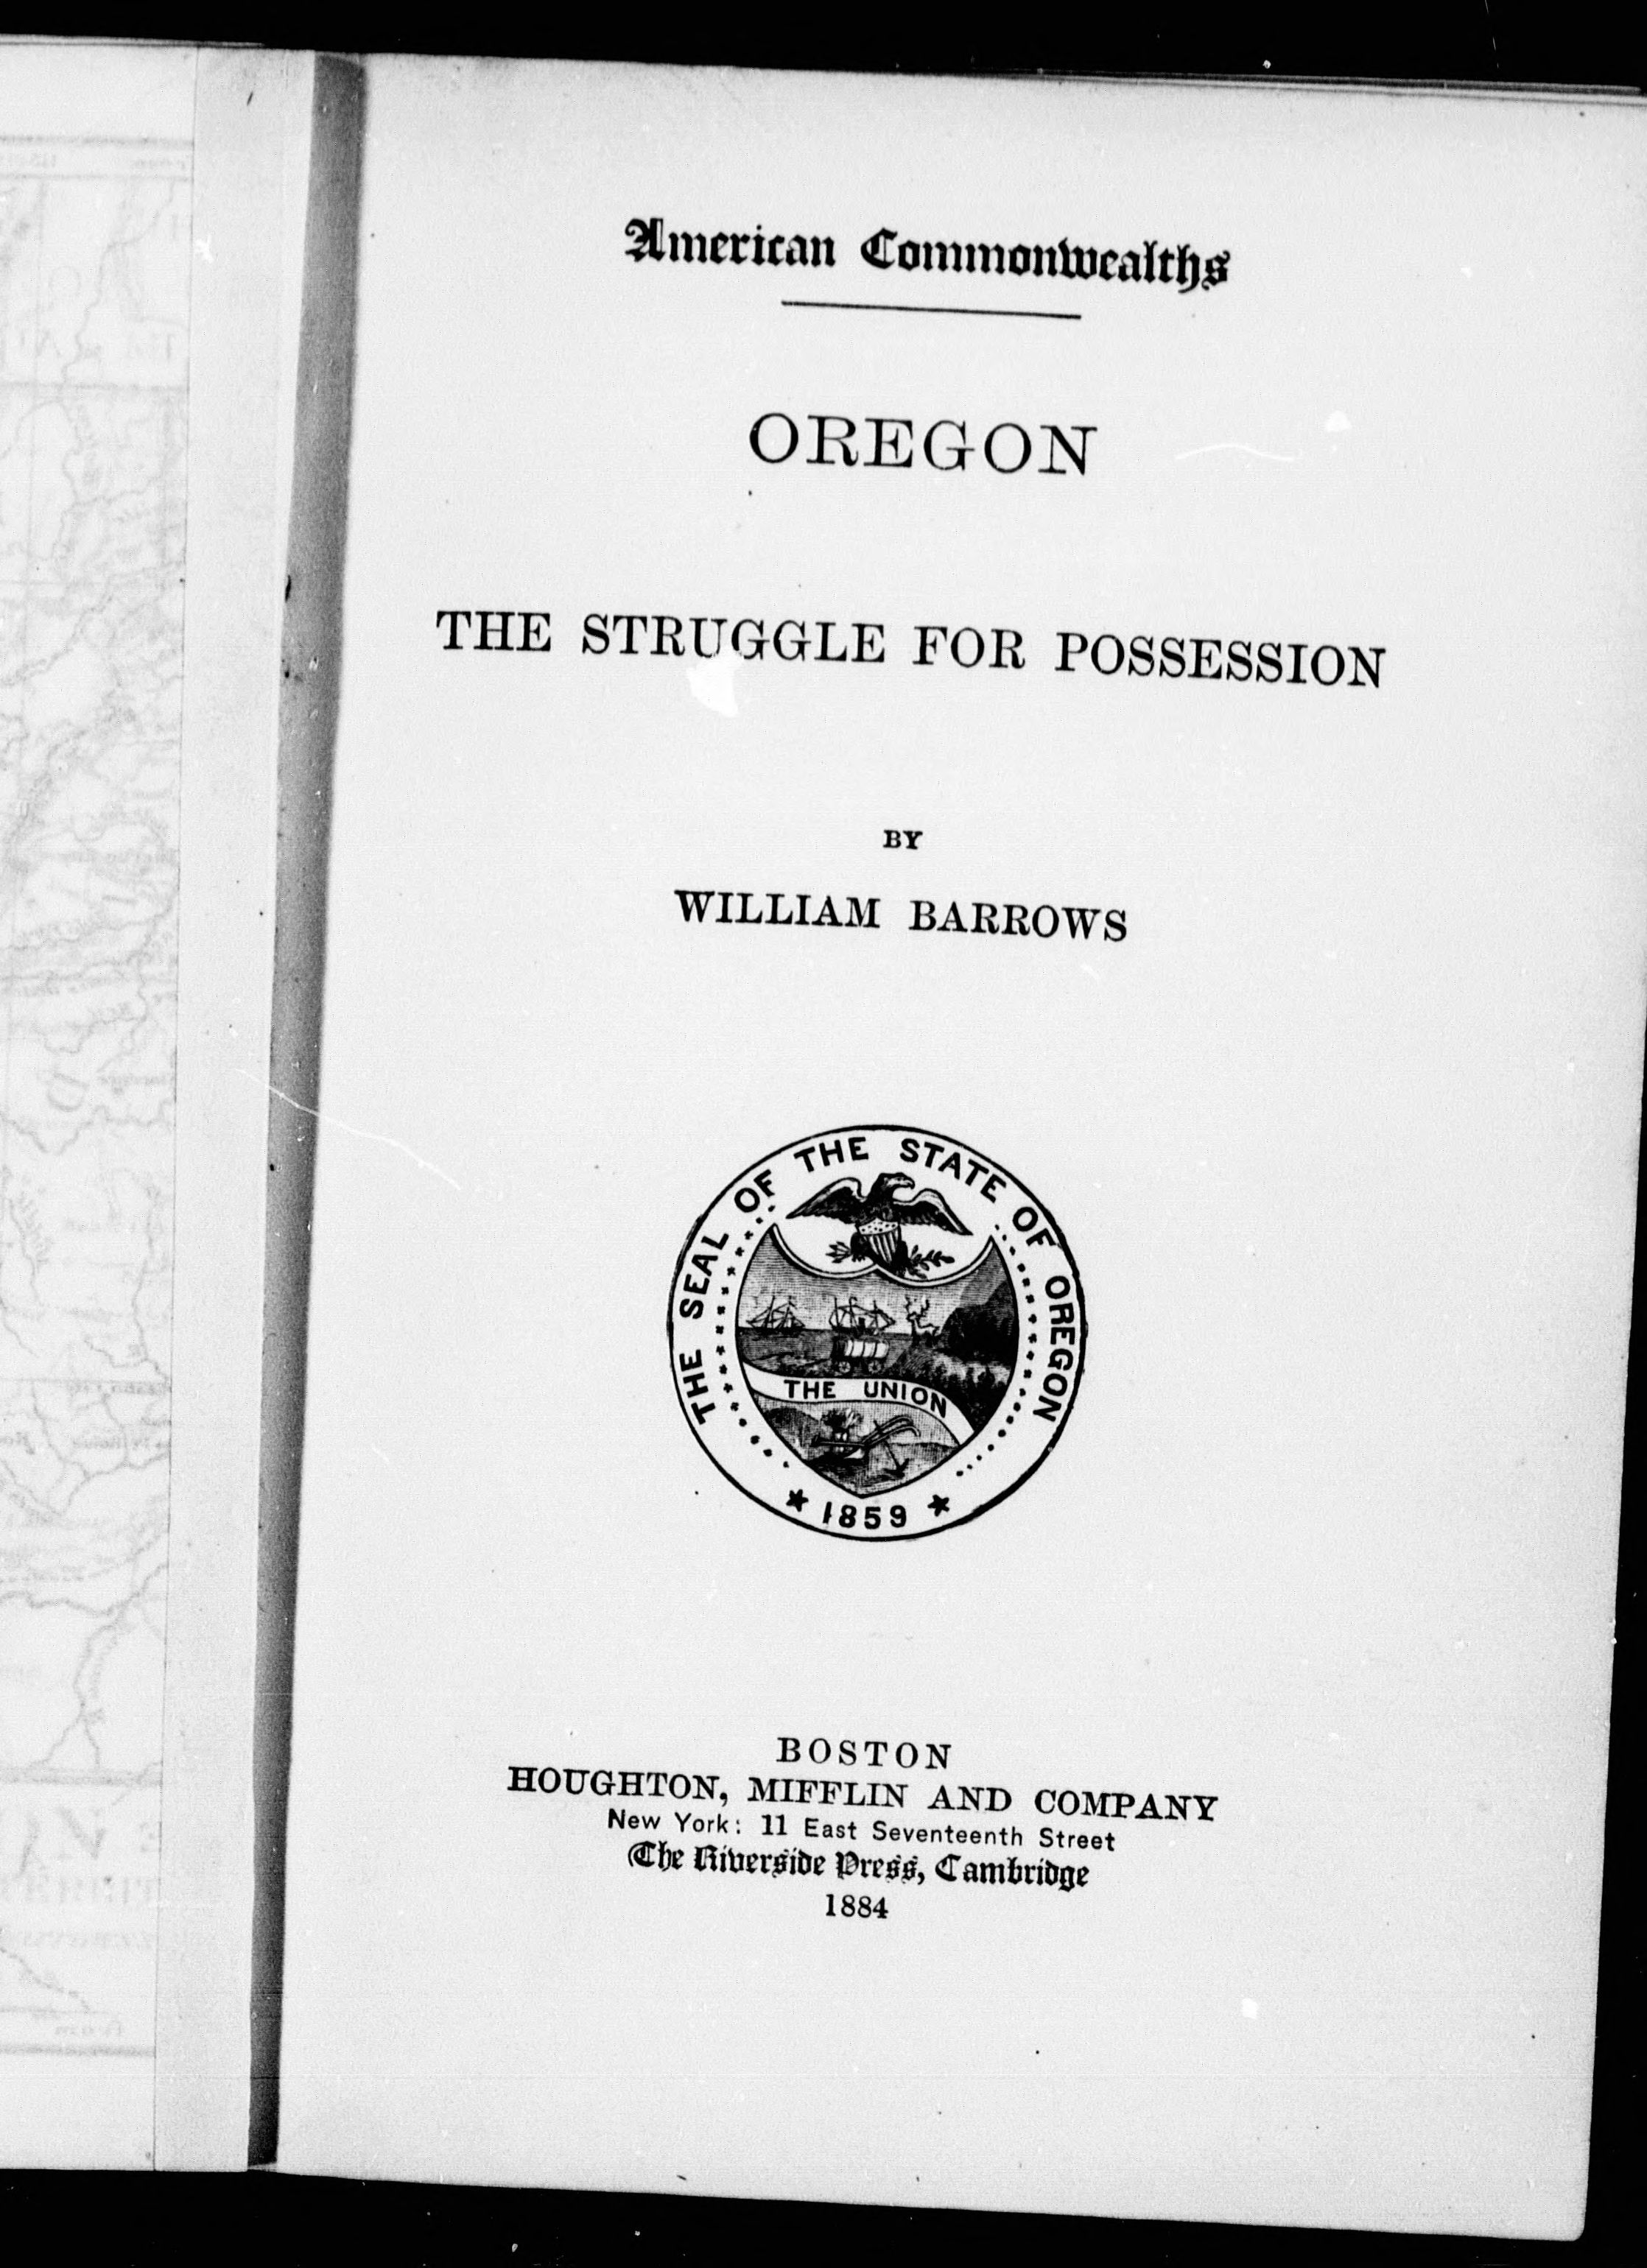 American Commonwealths
OREGON
THE STRUGGLE FOR POSSESSION
BY
WILLIAM BARROWS
THE SEAL OF THE STATE OF OREGON
THE UNION
1859
BOSTON
HOUGHTON, MIFFLIN AND COMPANY
New York: 11 East Seventeenth Street
The Riverside Press, Cambridge
1884